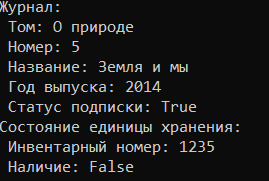 Журнал:
Том: О природе
Номер: 5
Название: Земля и мы
Год выпуска: 2014
Статус подписки: True
Состояние единицы хранения:
Инвентарный номер: 1235
Наличие: False